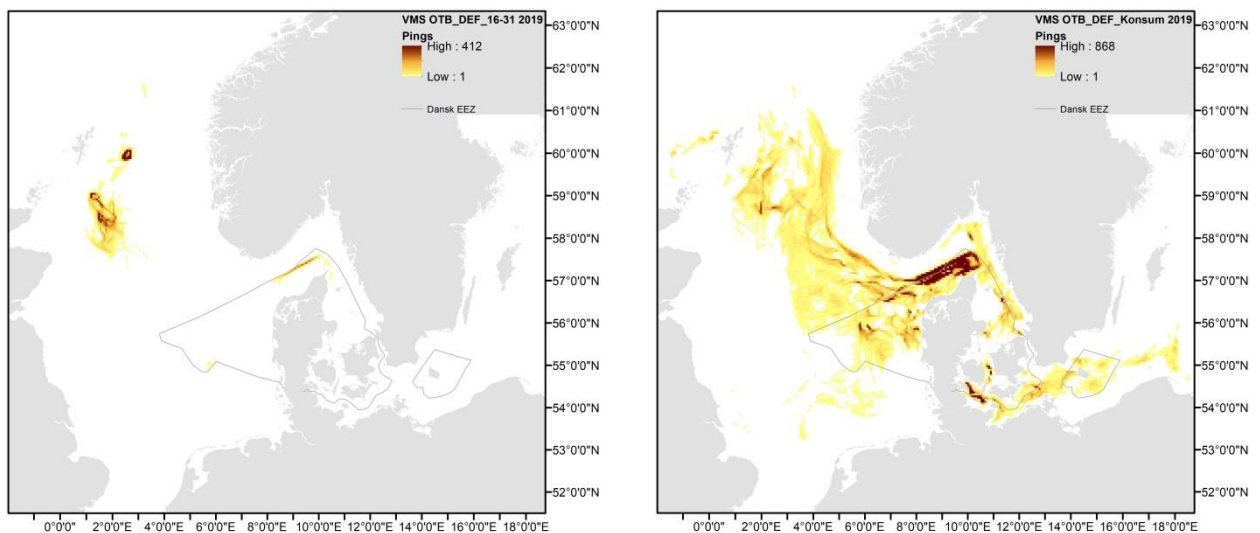 VMS OTB_DEF_16-31 2019
Pings
High : 412
Low : 1
Dansk EEZ
63°0'0"N
62°0'0"N
61°0'0"N
60°0'0"N
59°0'0"N
58°0'0"N
57°0'0"N
56°0'0"N
55°0'0"N
54°0'0"N
53°0'0"N
52°0'0"N
0°0'0" 2°0'0"E 4°0'0"E 6°0'0"E 8°0'0"E 10°0'0"E 12°0'0"E 14°0'0"E 16°0'0"E 18°0'0"E
VMS OTB_DEF_Konsum 2019
Pings
High : 868
Low : 1
Dansk EEZ
63°0'0"N
62°0'0"N
61°0'0"N
60°0'0"N
59°0'0"N
58°0'0"N
57°0'0"N
56°0'0"N
55°0'0"N
54°0'0"N
53°0'0"N
52°0'0"N
0°0'0" 2°0'0"E 4°0'0"E 6°0'0"E 8°0'0"E 10°0'0"E 12°0'0"E 14°0'0"E 16°0'0"E 18°0'0"E